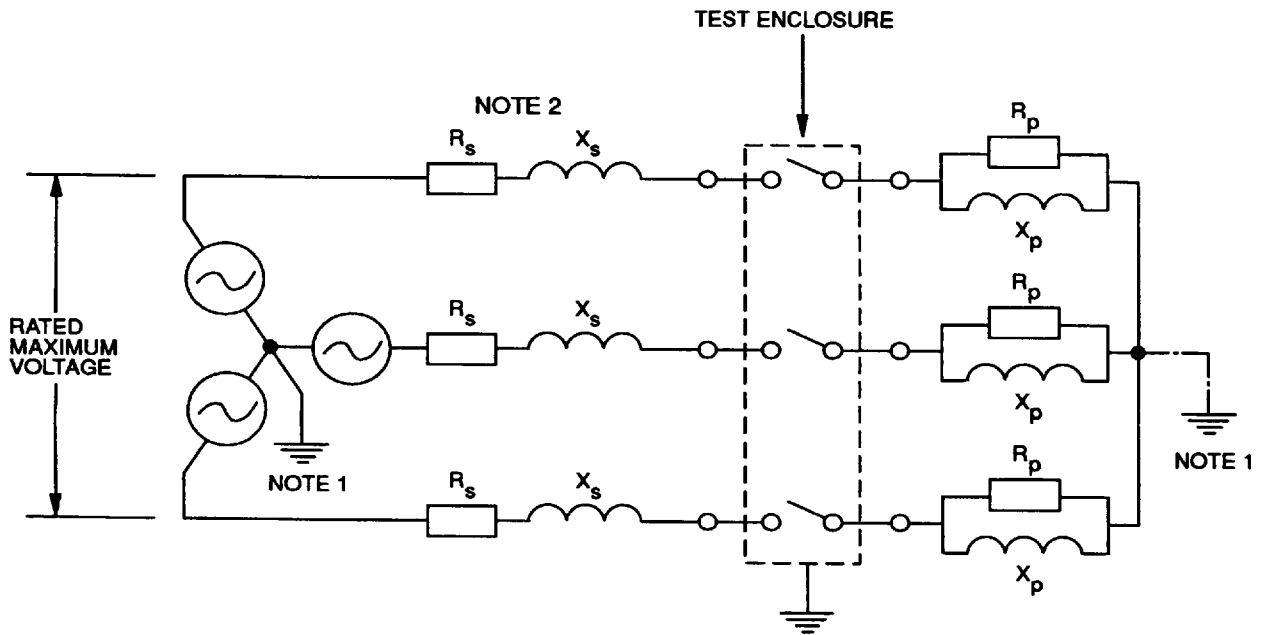 TEST ENCLOSURE
NOTE 2
Rs
Xs
Rp
Xp
RATED
MAXIMUM
VOLTAGE
Rs
Xs
Rp
Xp
NOTE 1
NOTE 1
Rs
Xs
Rp
Xp